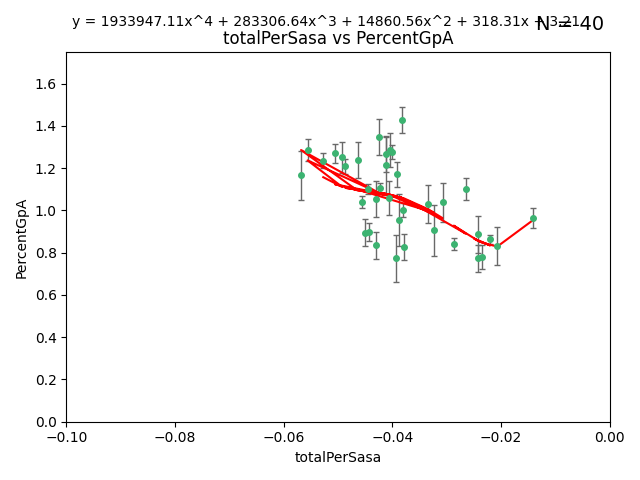 y = 1933947.11x^4 + 283306.64x^3 + 14860.56x^2 + 318.31x + 3.21
N = 40
totalPerSasa vs PercentGpA
1.6
1.4
1.2
1.0
0.8
0.6
0.4
0.2
0.0
PercentGpA
−0.10 −0.08 −0.06 −0.04 −0.02 0.00
totalPerSasa